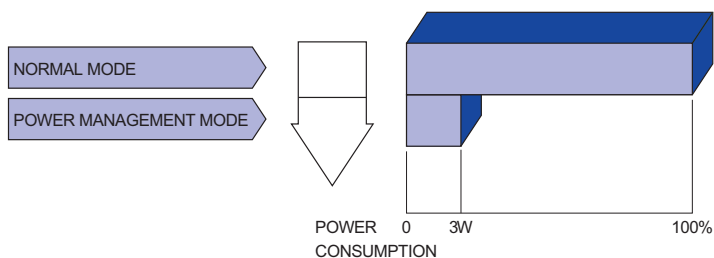 NORMAL MODE
POWER MANAGEMENT MODE
POWER CONSUMPTION
0
3W
100%